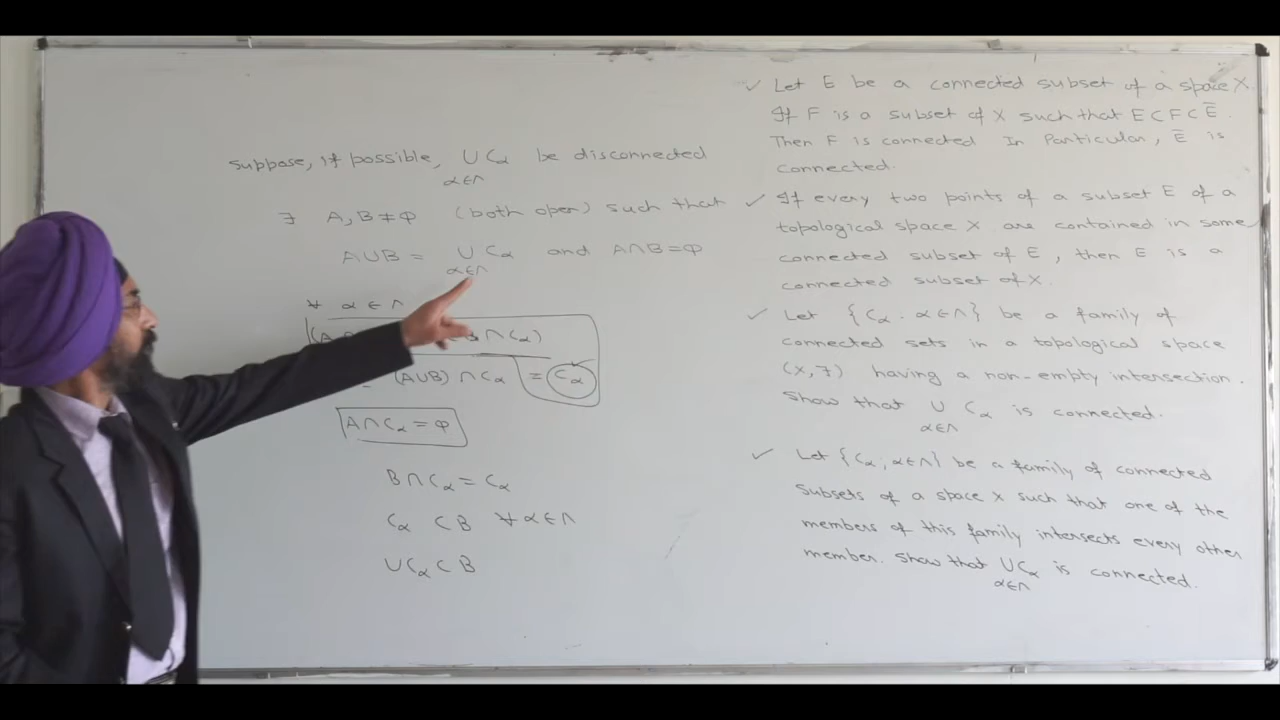 Suppose, if possible, ∪ Cα be disconnected
α∈Λ
∃ A, B ≠ Φ (both open) such that
A∪B = ∪ Cα and A∩B = Φ
α∈Λ
∀ α ∈ Λ
(A B ∩ Cα)
= (A∪B) ∩ Cα = Cα
A∩Cα = Φ
B∩Cα = Cα
Cα ⊂ B ∀ α∈Λ
∪Cα ⊂ B
✓ Let E be a connected subset of a space X.
If F is a subset of X such that E⊂F⊂E̅.
Then F is connected. In Particular, E̅ is
connected.
✓ If every two points of a subset E of a
topological space X are contained in some
connected subset of E, then E is a
connected subset of X.
✓ Let {Cα : α∈Λ} be a family of
connected sets in a topological space
(X, T) having a non-empty intersection.
Show that ∪ Cα is connected.
α∈Λ
✓ Let {Cα ; α∈Λ} be a family of connected
Subsets of a space X such that one of the
members of this family intersects every other
member. Show that ∪Cα is connected.
α∈Λ